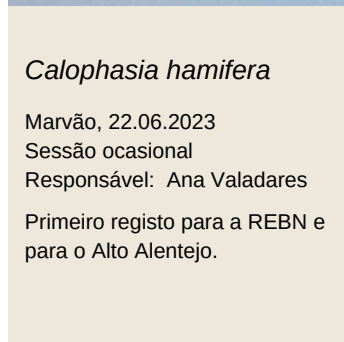 Calophasia hamifera
Marvão, 22.06.2023
Sessão ocasional
Responsável:  Ana Valadares
Primeiro registo para a REBN e
para o Alto Alentejo.